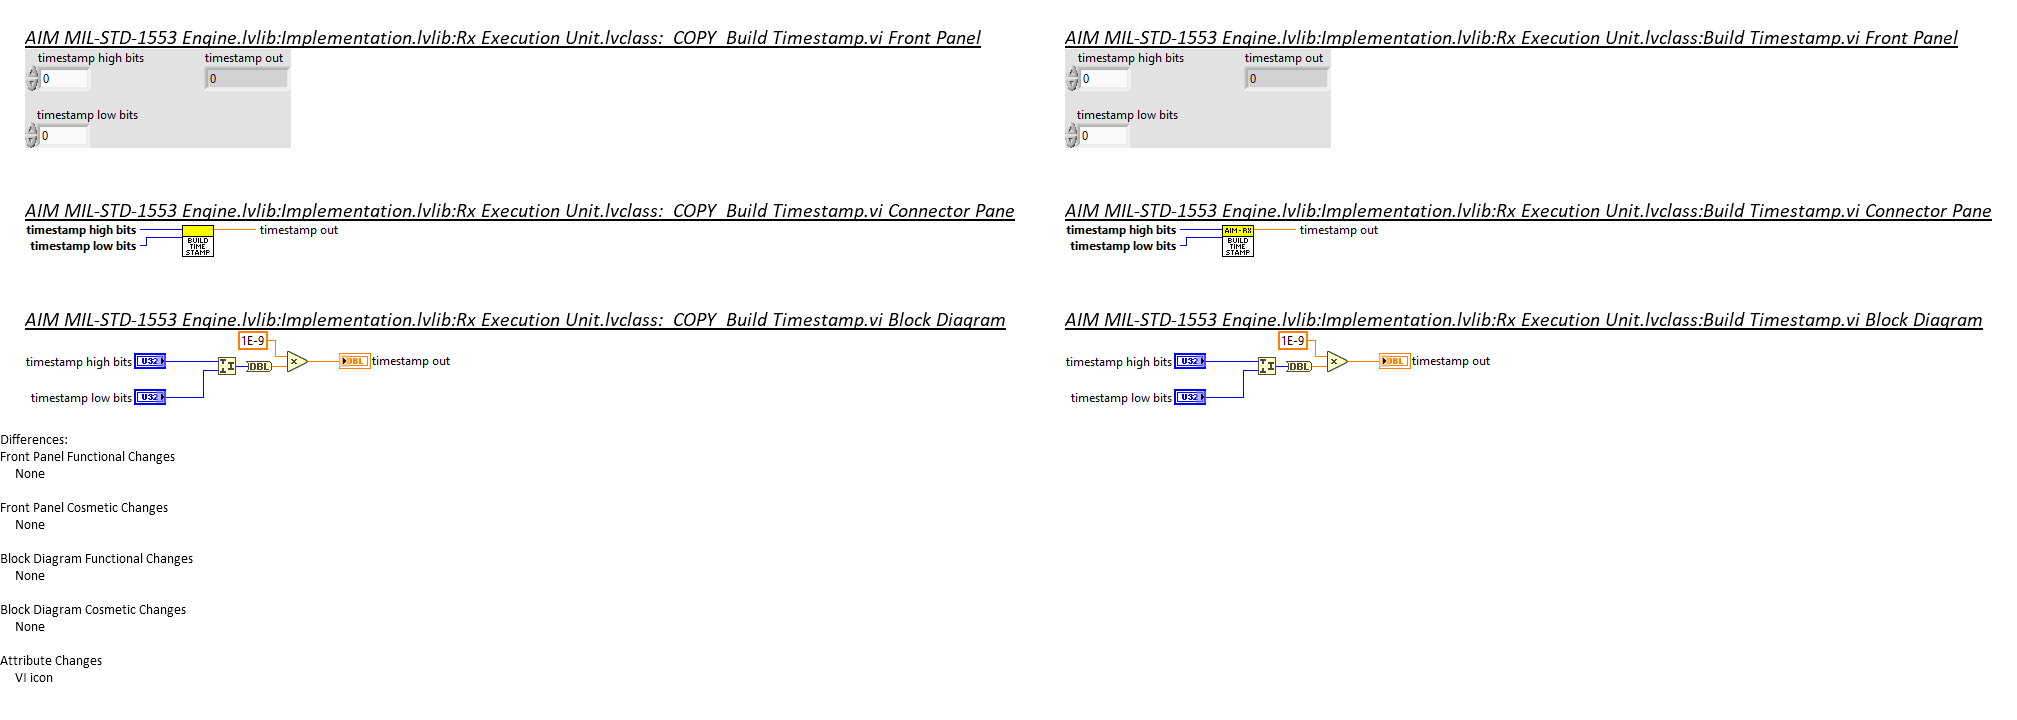 AIM MIL-STD-1553 Engine.lvlib:Implementation.lvlib:Rx Execution Unit.lvclass:_COPY_Build Timestamp.vi Front Panel
timestamp high bits timestamp out
0 0
timestamp low bits
0
AIM MIL-STD-1553 Engine.lvlib:Implementation.lvlib:Rx Execution Unit.lvclass:_COPY_Build Timestamp.vi Connector Pane
timestamp high bits timestamp out
timestamp low bits
BUILD
TIME
STAMP
AIM MIL-STD-1553 Engine.lvlib:Implementation.lvlib:Rx Execution Unit.lvclass:_COPY_Build Timestamp.vi Block Diagram
1E-9
timestamp high bits U32 DBL timestamp out
DBL
timestamp low bits U32
Differences:
Front Panel Functional Changes
None
Front Panel Cosmetic Changes
None
Block Diagram Functional Changes
None
Block Diagram Cosmetic Changes
None
Attribute Changes
VI icon
AIM MIL-STD-1553 Engine.lvlib:Implementation.lvlib:Rx Execution Unit.lvclass:Build Timestamp.vi Front Panel
timestamp high bits timestamp out
0 0
timestamp low bits
0
AIM MIL-STD-1553 Engine.lvlib:Implementation.lvlib:Rx Execution Unit.lvclass:Build Timestamp.vi Connector Pane
timestamp high bits AIM-RX timestamp out
timestamp low bits
BUILD
TIME
STAMP
AIM MIL-STD-1553 Engine.lvlib:Implementation.lvlib:Rx Execution Unit.lvclass:Build Timestamp.vi Block Diagram
1E-9
timestamp high bits U32 DBL timestamp out
DBL
timestamp low bits U32